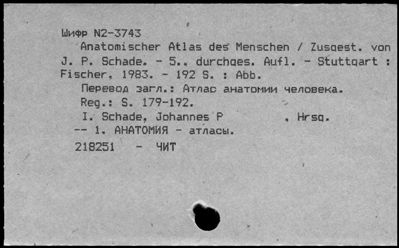 Шифр N2-3743
Anatomischer Atlas des Menschen / Zusgest. von
J. P. Schade. - 5., durchges. Aufl. - Stuttgart :
Fischer, 1983. - 192 S. : Abb.
Перевод загл.: Атлас анатомии человека.
Reg.: S. 179-192.
I. Schade, Johannes P , Hrsg.
-- 1. АНАТОМИЯ - атласы.
218251 - ЧИТ